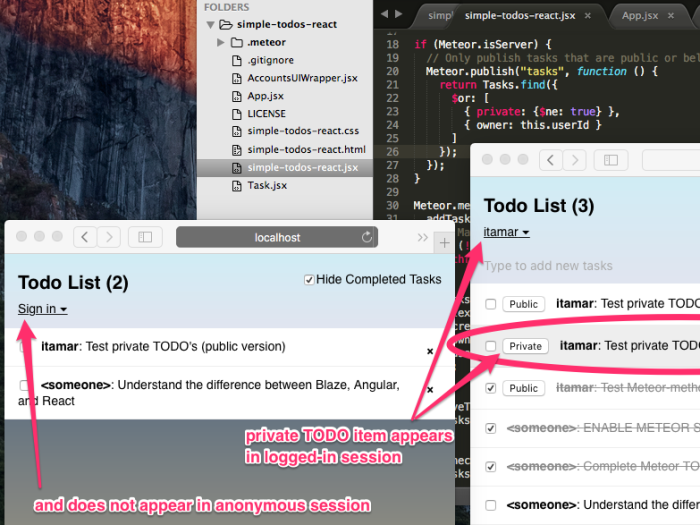 FOLDERS
simple-todos-react
.meteor
.gitignore
AccountsUIWrapper.jsx
App.jsx
LICENSE
simple-todos-react.css
simple-todos-react.html
simple-todos-react.jsx
Task.jsx
simple-todos-react.jsx ×
App.jsx ×
18 if (Meteor.isServer) {
19 // Only publish tasks that are public or
20 Meteor.publish("tasks", function () {
21 return Tasks.find({
22 $or: [
23 { private: {$ne: true} },
24 { owner: this.userId }
25 ]
26 });
27 });
28 }
29
30 Meteor.me
31 addTas
localhost
Todo List (2)
Hide Completed Tasks
Sign in
itamar: Test private TODO's (public version) ×
<someone>: Understand the difference between Blaze, Angular, ×
and React
Todo List (3)
itamar
Type to add new tasks
Public itamar: Test private TODO
Private itamar: Test private TODO
Public itamar: Test Meteor-meth
<someone>: ENABLE METEOR S
<someone>: Complete Meteor TO
<someone>: Understand the differ
private TODO item appears
in logged-in session
and does not appear in anonymous session